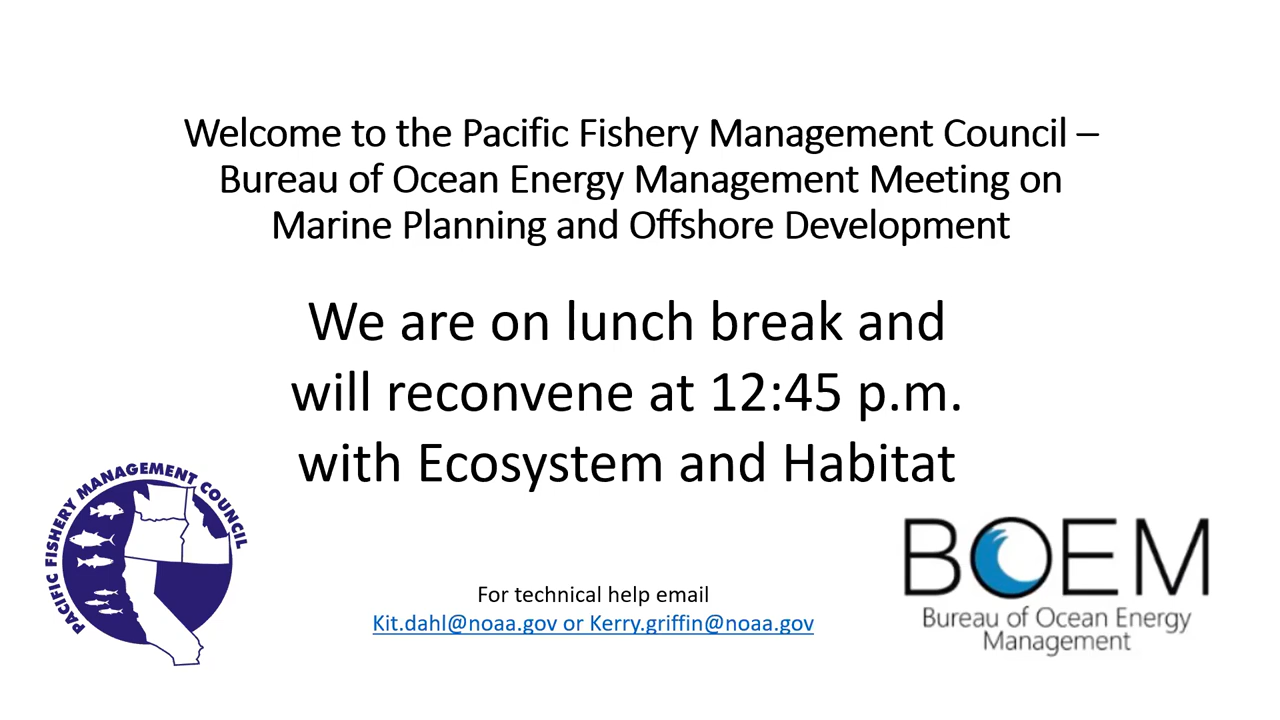 Welcome to the Pacific Fishery Management Council –
Bureau of Ocean Energy Management Meeting on
Marine Planning and Offshore Development
We are on lunch break and
will reconvene at 12:45 p.m.
with Ecosystem and Habitat
PACIFIC FISHERY MANAGEMENT COUNCIL
For technical help email
Kit.dahl@noaa.gov or Kerry.griffin@noaa.gov
BOEM
Bureau of Ocean Energy
Management